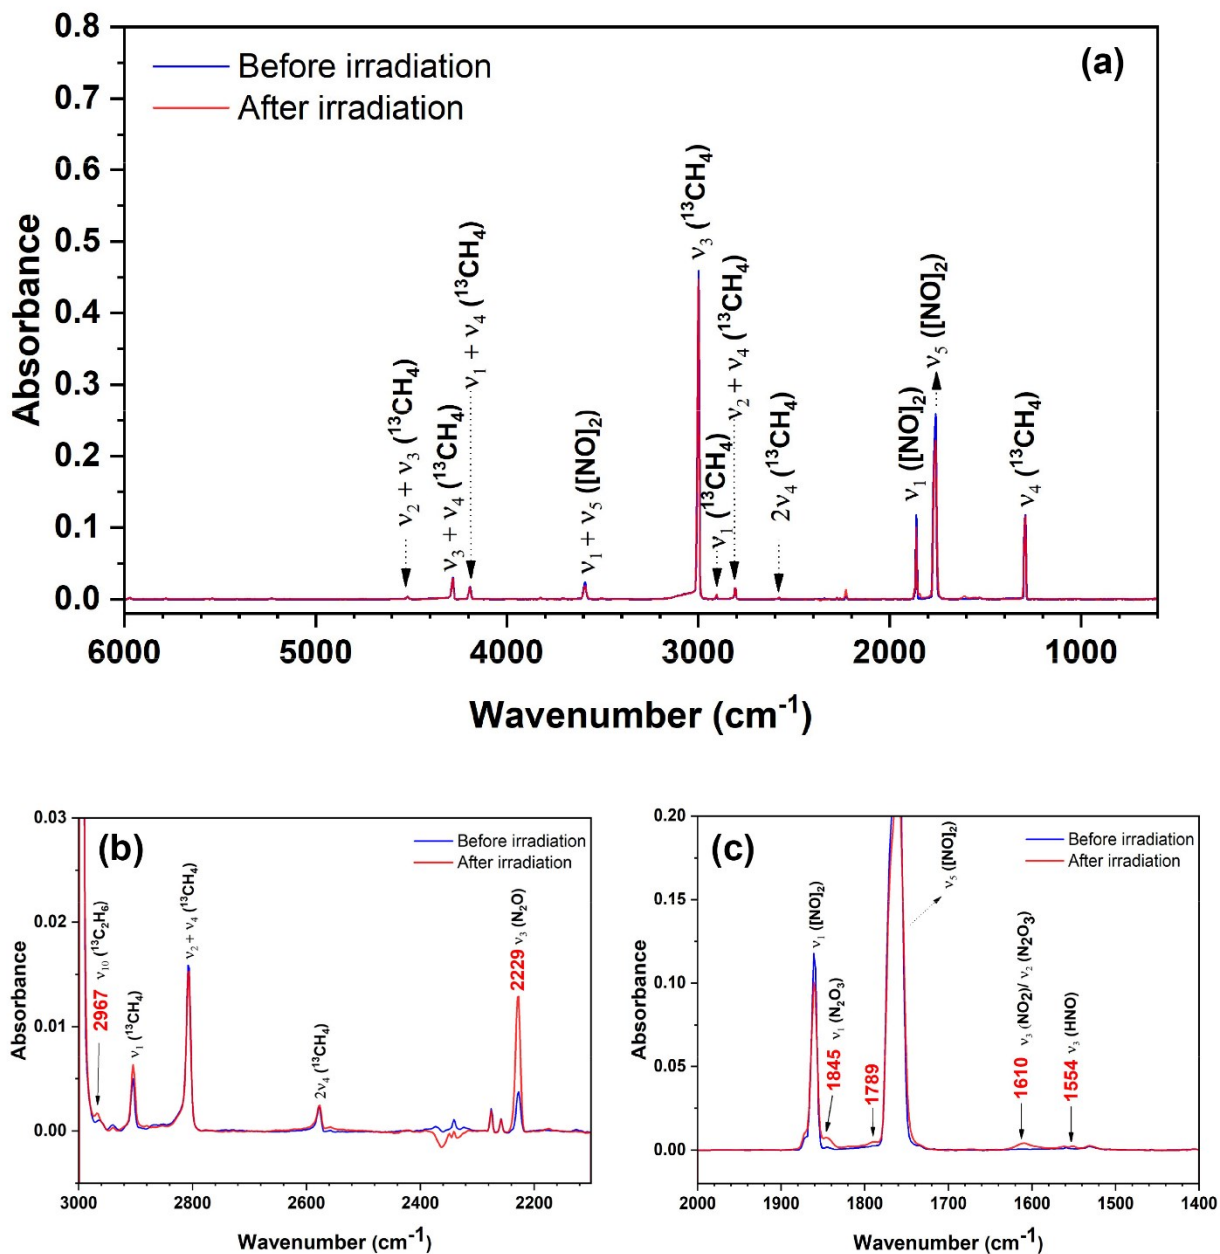 (a)
Before irradiation
After irradiation
0.8
0.7
0.6
0.5
0.4
0.3
0.2
0.1
0.0
Absorbance
ν₂ + ν₃ (¹³CH₄)
ν₃ + ν₄ (¹³CH₄)
ν₁ + ν₄ (¹³CH₄)
ν₁ + ν₅ ([NO]₂)
ν₃ (¹³CH₄)
ν₁ (¹³CH₄)
ν₂ + ν₄ (¹³CH₄)
2ν₄ (¹³CH₄)
ν₁ ([NO]₂)
ν₅ ([NO]₂)
ν₄ (¹³CH₄)
6000 5000 4000 3000 2000 1000
Wavenumber (cm⁻¹)
(b)
Before irradiation
After irradiation
0.03
0.02
0.01
0.00
Absorbance
2967 ν₁₀ (¹³C₂H₆)
ν₁ (¹³CH₄)
ν₂ + ν₄ (¹³CH₄)
2ν₄ (¹³CH₄)
2229 ν₃ (N₂O)
3000 2800 2600 2400 2200
Wavenumber (cm⁻¹)
(c)
Before irradiation
After irradiation
0.20
0.15
0.10
0.05
0.00
Absorbance
ν₁ ([NO]₂)
1845 ν₁ (N₂O₃)
1789
ν₅ ([NO]₂)
1610 ν₃ (NO₂)/ ν₂ (N₂O₃)
1554 ν₃ (HNO)
2000 1900 1800 1700 1600 1500 1400
Wavenumber (cm⁻¹)